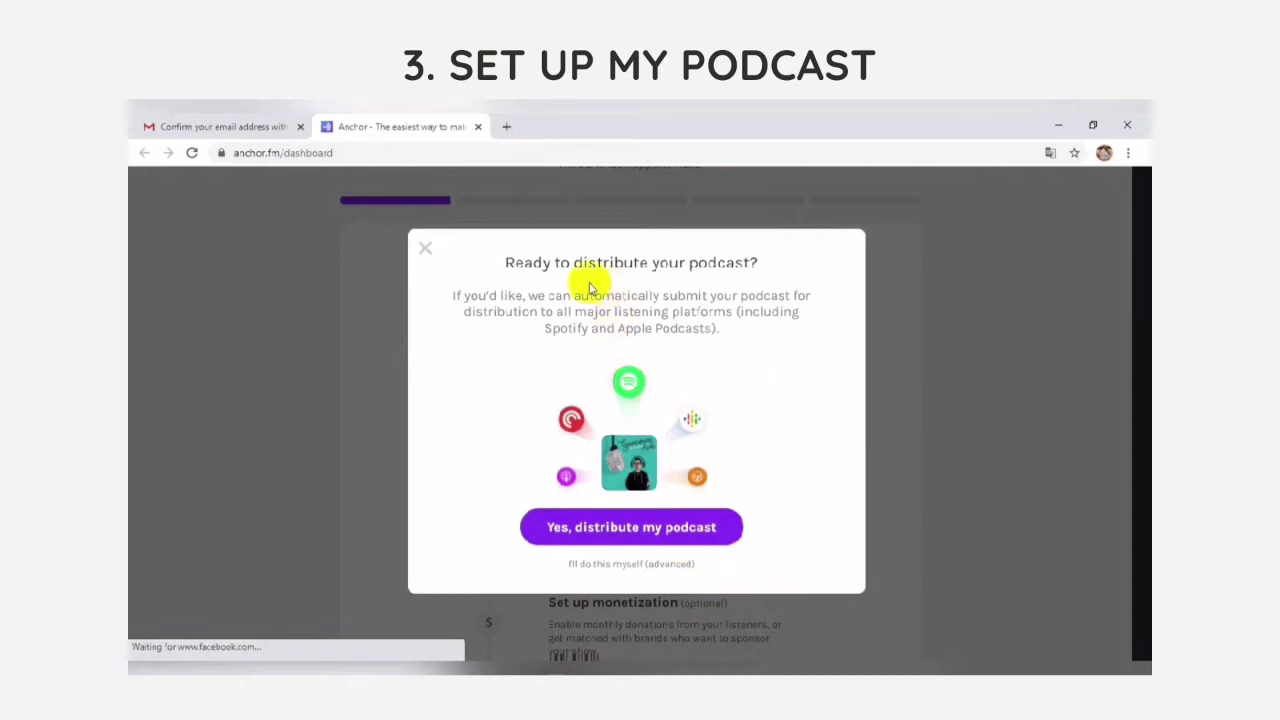 3. SET UP MY PODCAST
Confirm your email address with
Anchor - The easiest way to mak
anchor.fm/dashboard
Ready to distribute your podcast?
If you'd like, we can automatically submit your podcast for
distribution to all major listening platforms (including
Spotify and Apple Podcasts).
Yes, distribute my podcast
I'll do this myself (advanced)
Set up monetization (optional)
$
Enable monthly donations from your listeners, or
get matched with brands who want to sponsor
your show.
Waiting for www.facebook.com...